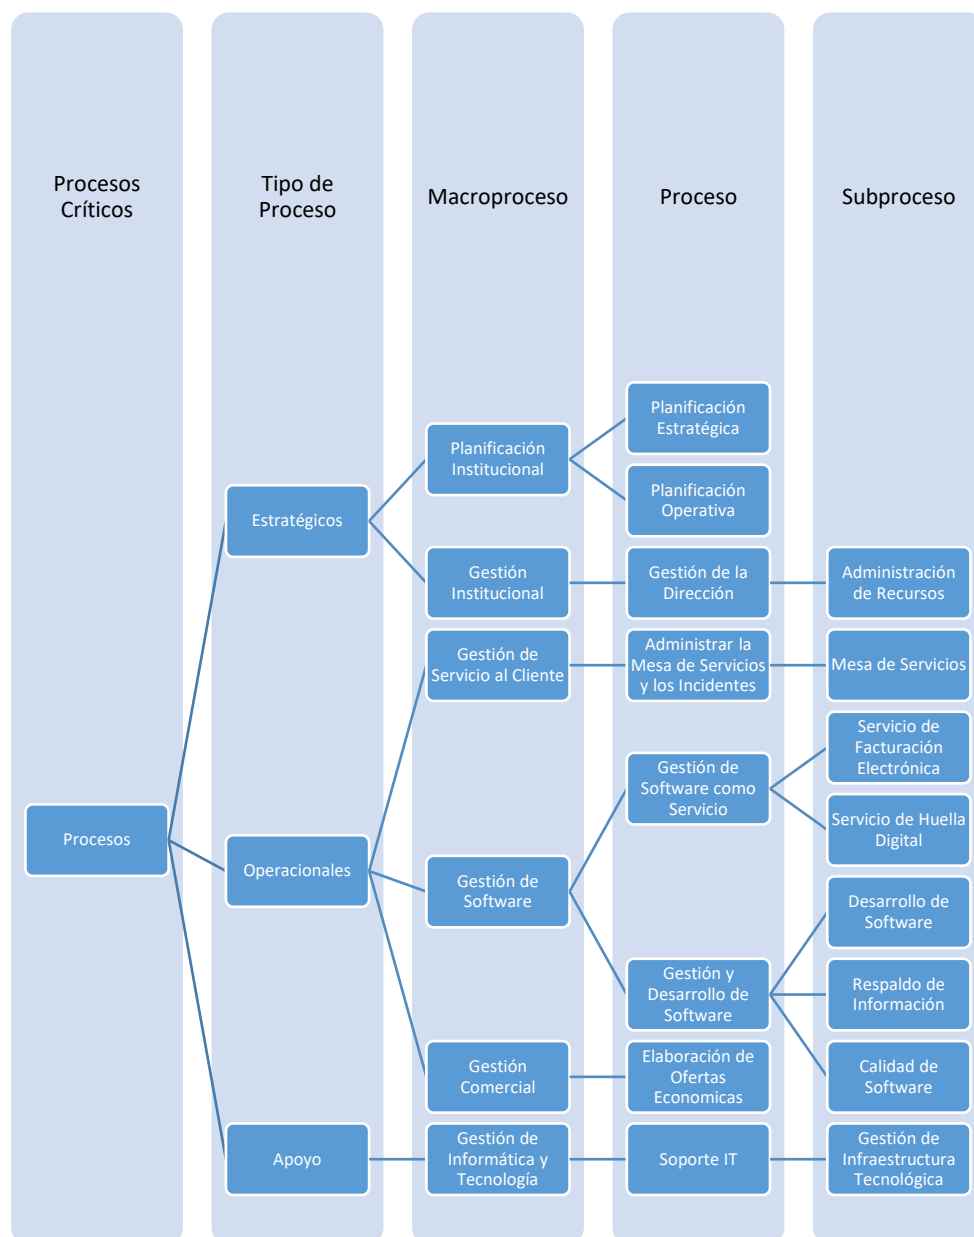 Procesos
Críticos
Tipo de
Proceso
Macroproceso
Proceso
Subproceso
Procesos
Estratégicos
Operacionales
Apoyo
Planificación
Institucional
Gestión
Institucional
Gestión de
Servicio al Cliente
Gestión de
Software
Gestión
Comercial
Gestión de
Informática y
Tecnología
Planificación
Estratégica
Planificación
Operativa
Gestión de la
Dirección
Administrar la
Mesa de Servicios
y los Incidentes
Gestión de
Software como
Servicio
Gestión y
Desarrollo de
Software
Elaboración de
Ofertas
Economicas
Soporte IT
Administración
de Recursos
Mesa de Servicios
Servicio de
Facturación
Electrónica
Servicio de Huella
Digital
Desarrollo de
Software
Respaldo de
Información
Calidad de
Software
Gestión de
Infraestructura
Tecnológica